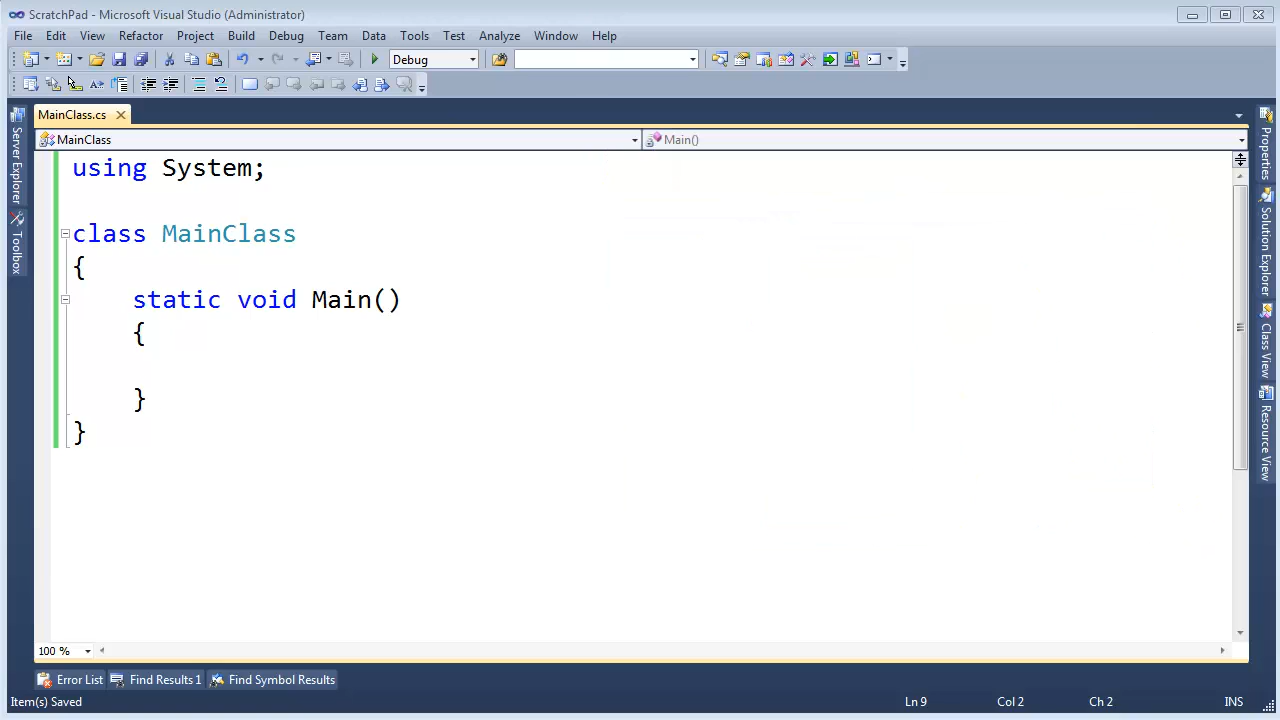 ScratchPad - Microsoft Visual Studio (Administrator)
File Edit View Refactor Project Build Debug Team Data Tools Test Analyze Window Help
Debug
MainClass.cs
MainClass Main()
Server Explorer
Toolbox
using System;
class MainClass
{
static void Main()
{
}
}
Properties
Solution Explorer
Class View
Resource View
100 %
Error List Find Results 1 Find Symbol Results
Item(s) Saved Ln 9 Col 2 Ch 2 INS